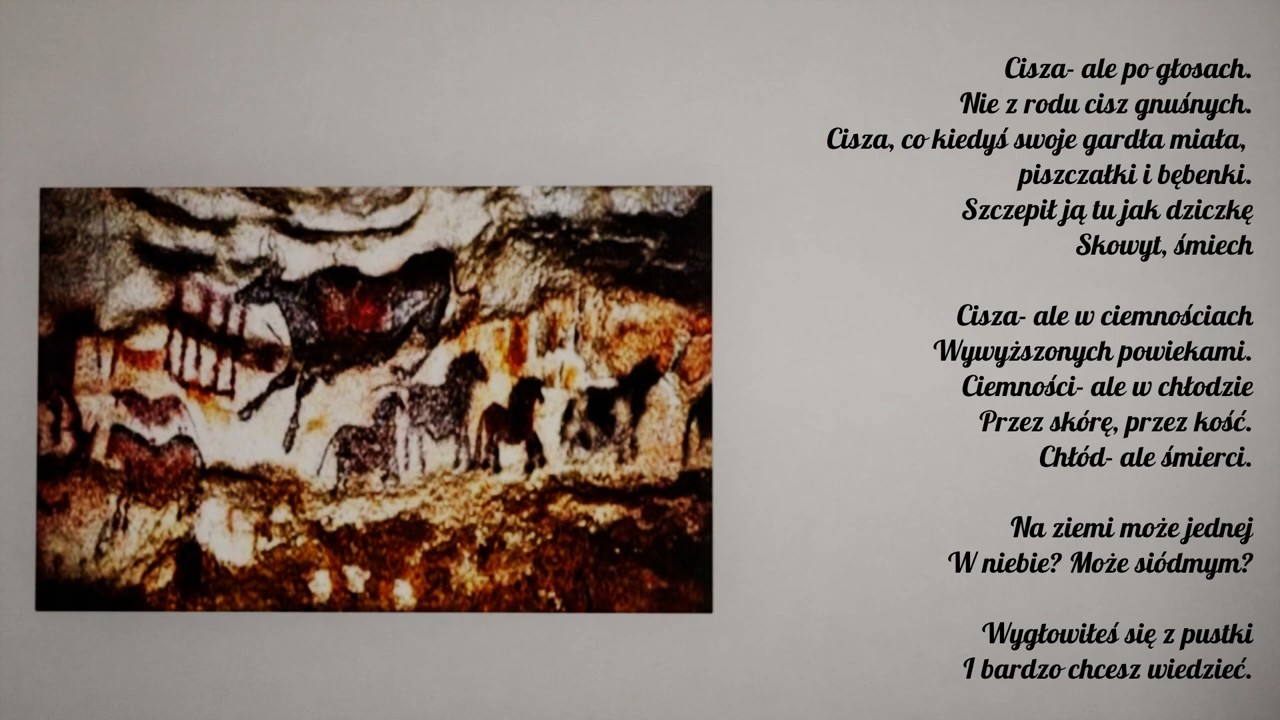 Cisza- ale po głosach.
Nie z rodu cisz gnuśnych.
Cisza, co kiedyś swoje gardła miała,
piszczałki i bębenki.
Szczepił ją tu jak dziczkę
Skowyt, śmiech
Cisza- ale w ciemnościach
Wywyższonych powiekami.
Ciemności- ale w chłodzie
Przez skórę, przez kość.
Chłód- ale śmierci.
Na ziemi może jednej
W niebie? Może siódmym?
Wygłowiłeś się z pustki
I bardzo chcesz wiedzieć.